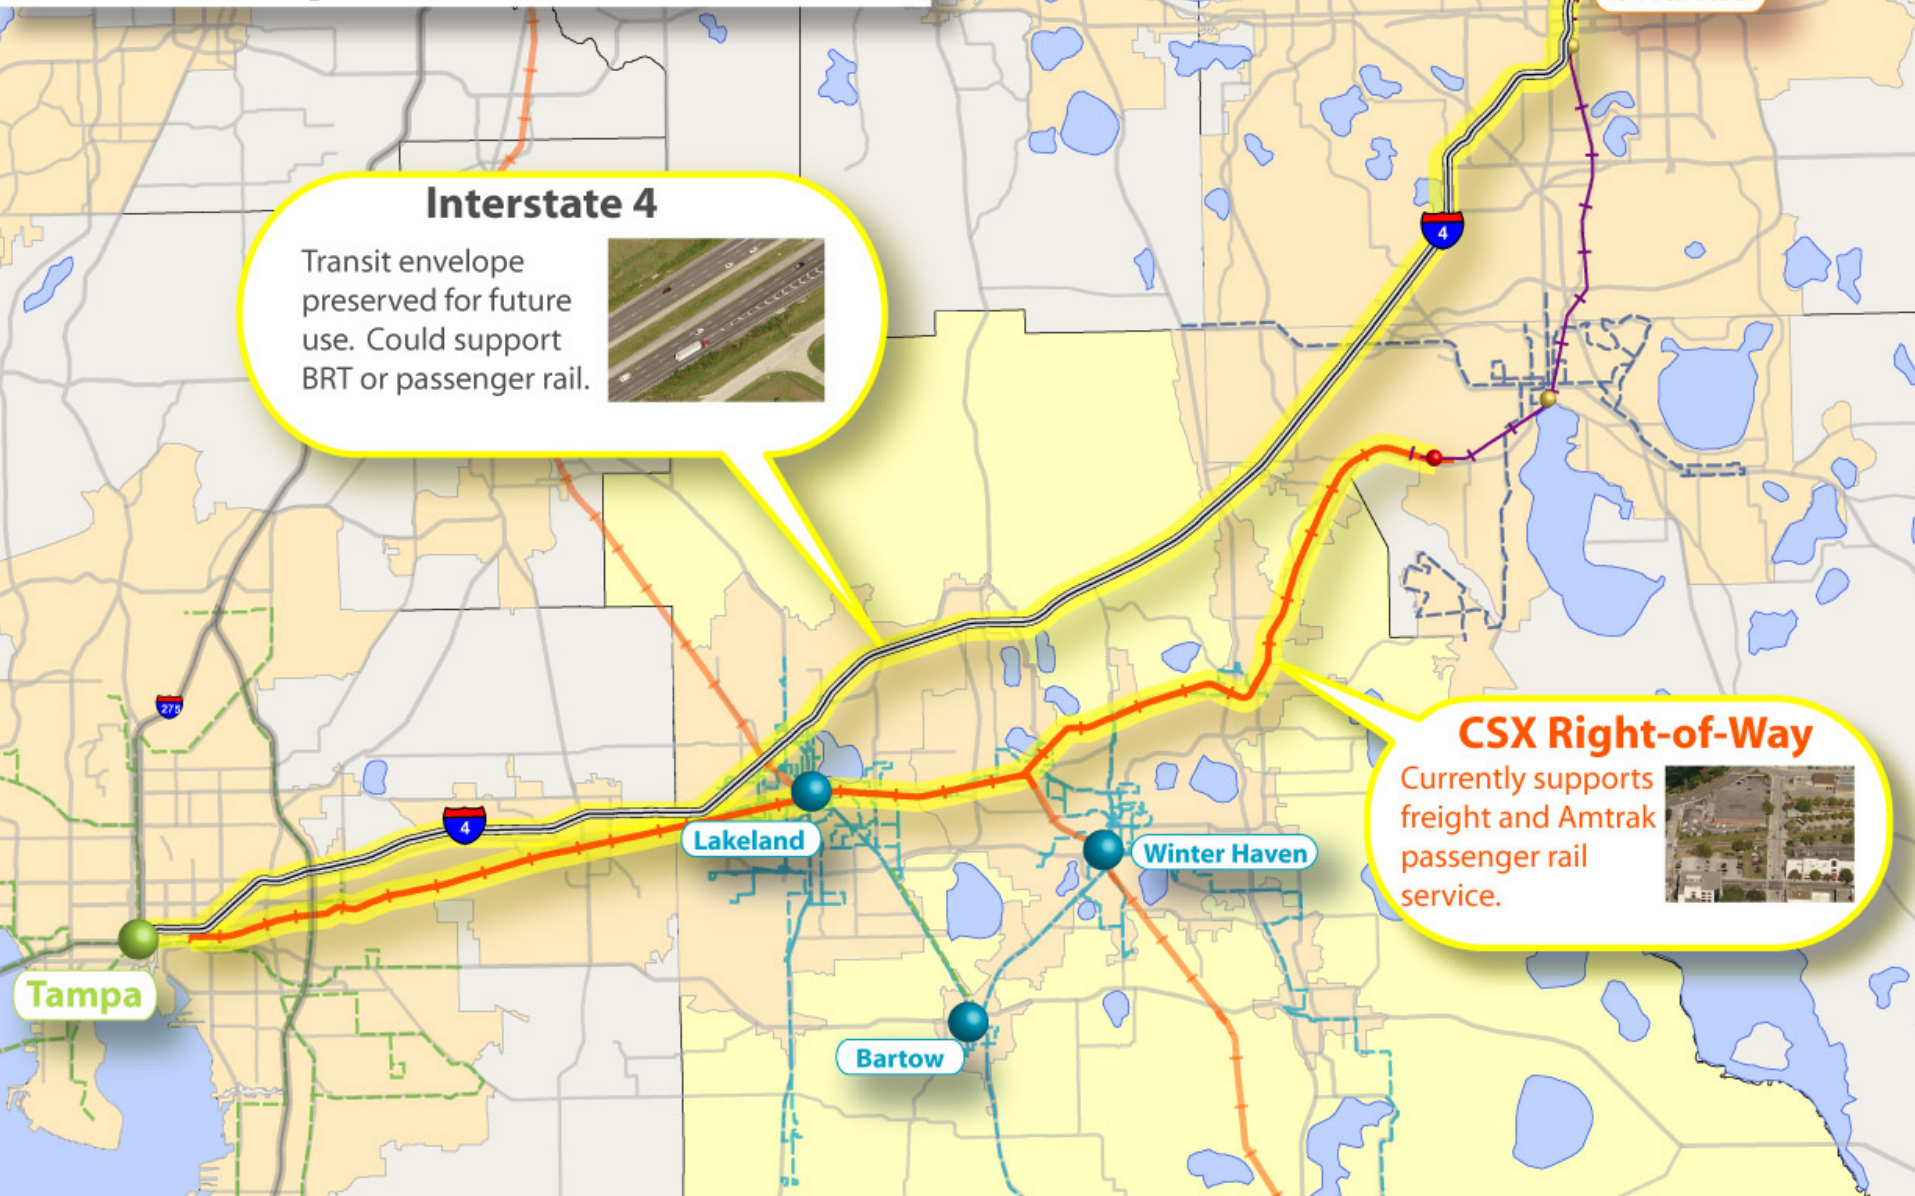 Interstate 4
Transit envelope
preserved for future
use. Could support
BRT or passenger rail.
4
275
4
Lakeland
Winter Haven
CSX Right-of-Way
Currently supports
freight and Amtrak
passenger rail
service.
Tampa
Bartow